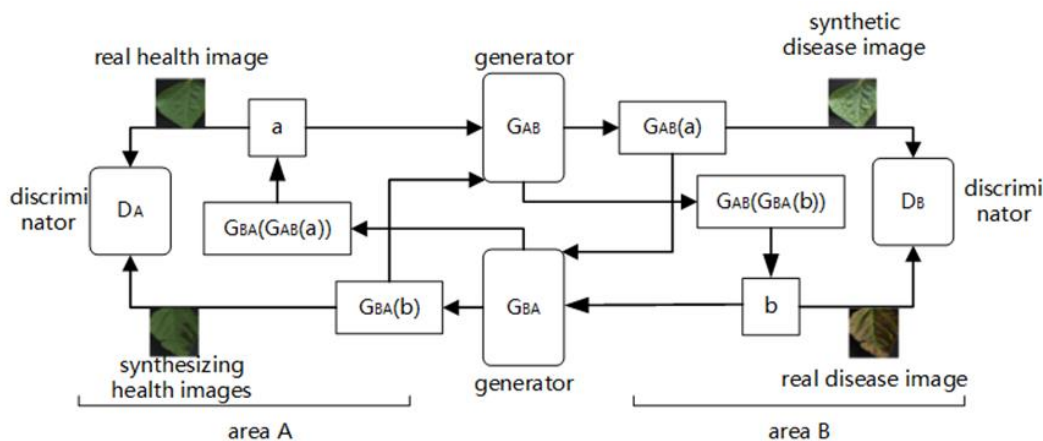 synthetic
disease image
real health image
generator
a
GAB
GAB(a)
discrimi
nator
DA
GBA(GAB(a))
GAB(GBA(b))
DB
discrimi
nator
GBA(b)
GBA
b
synthesizing
health images
generator
real disease image
area A
area B